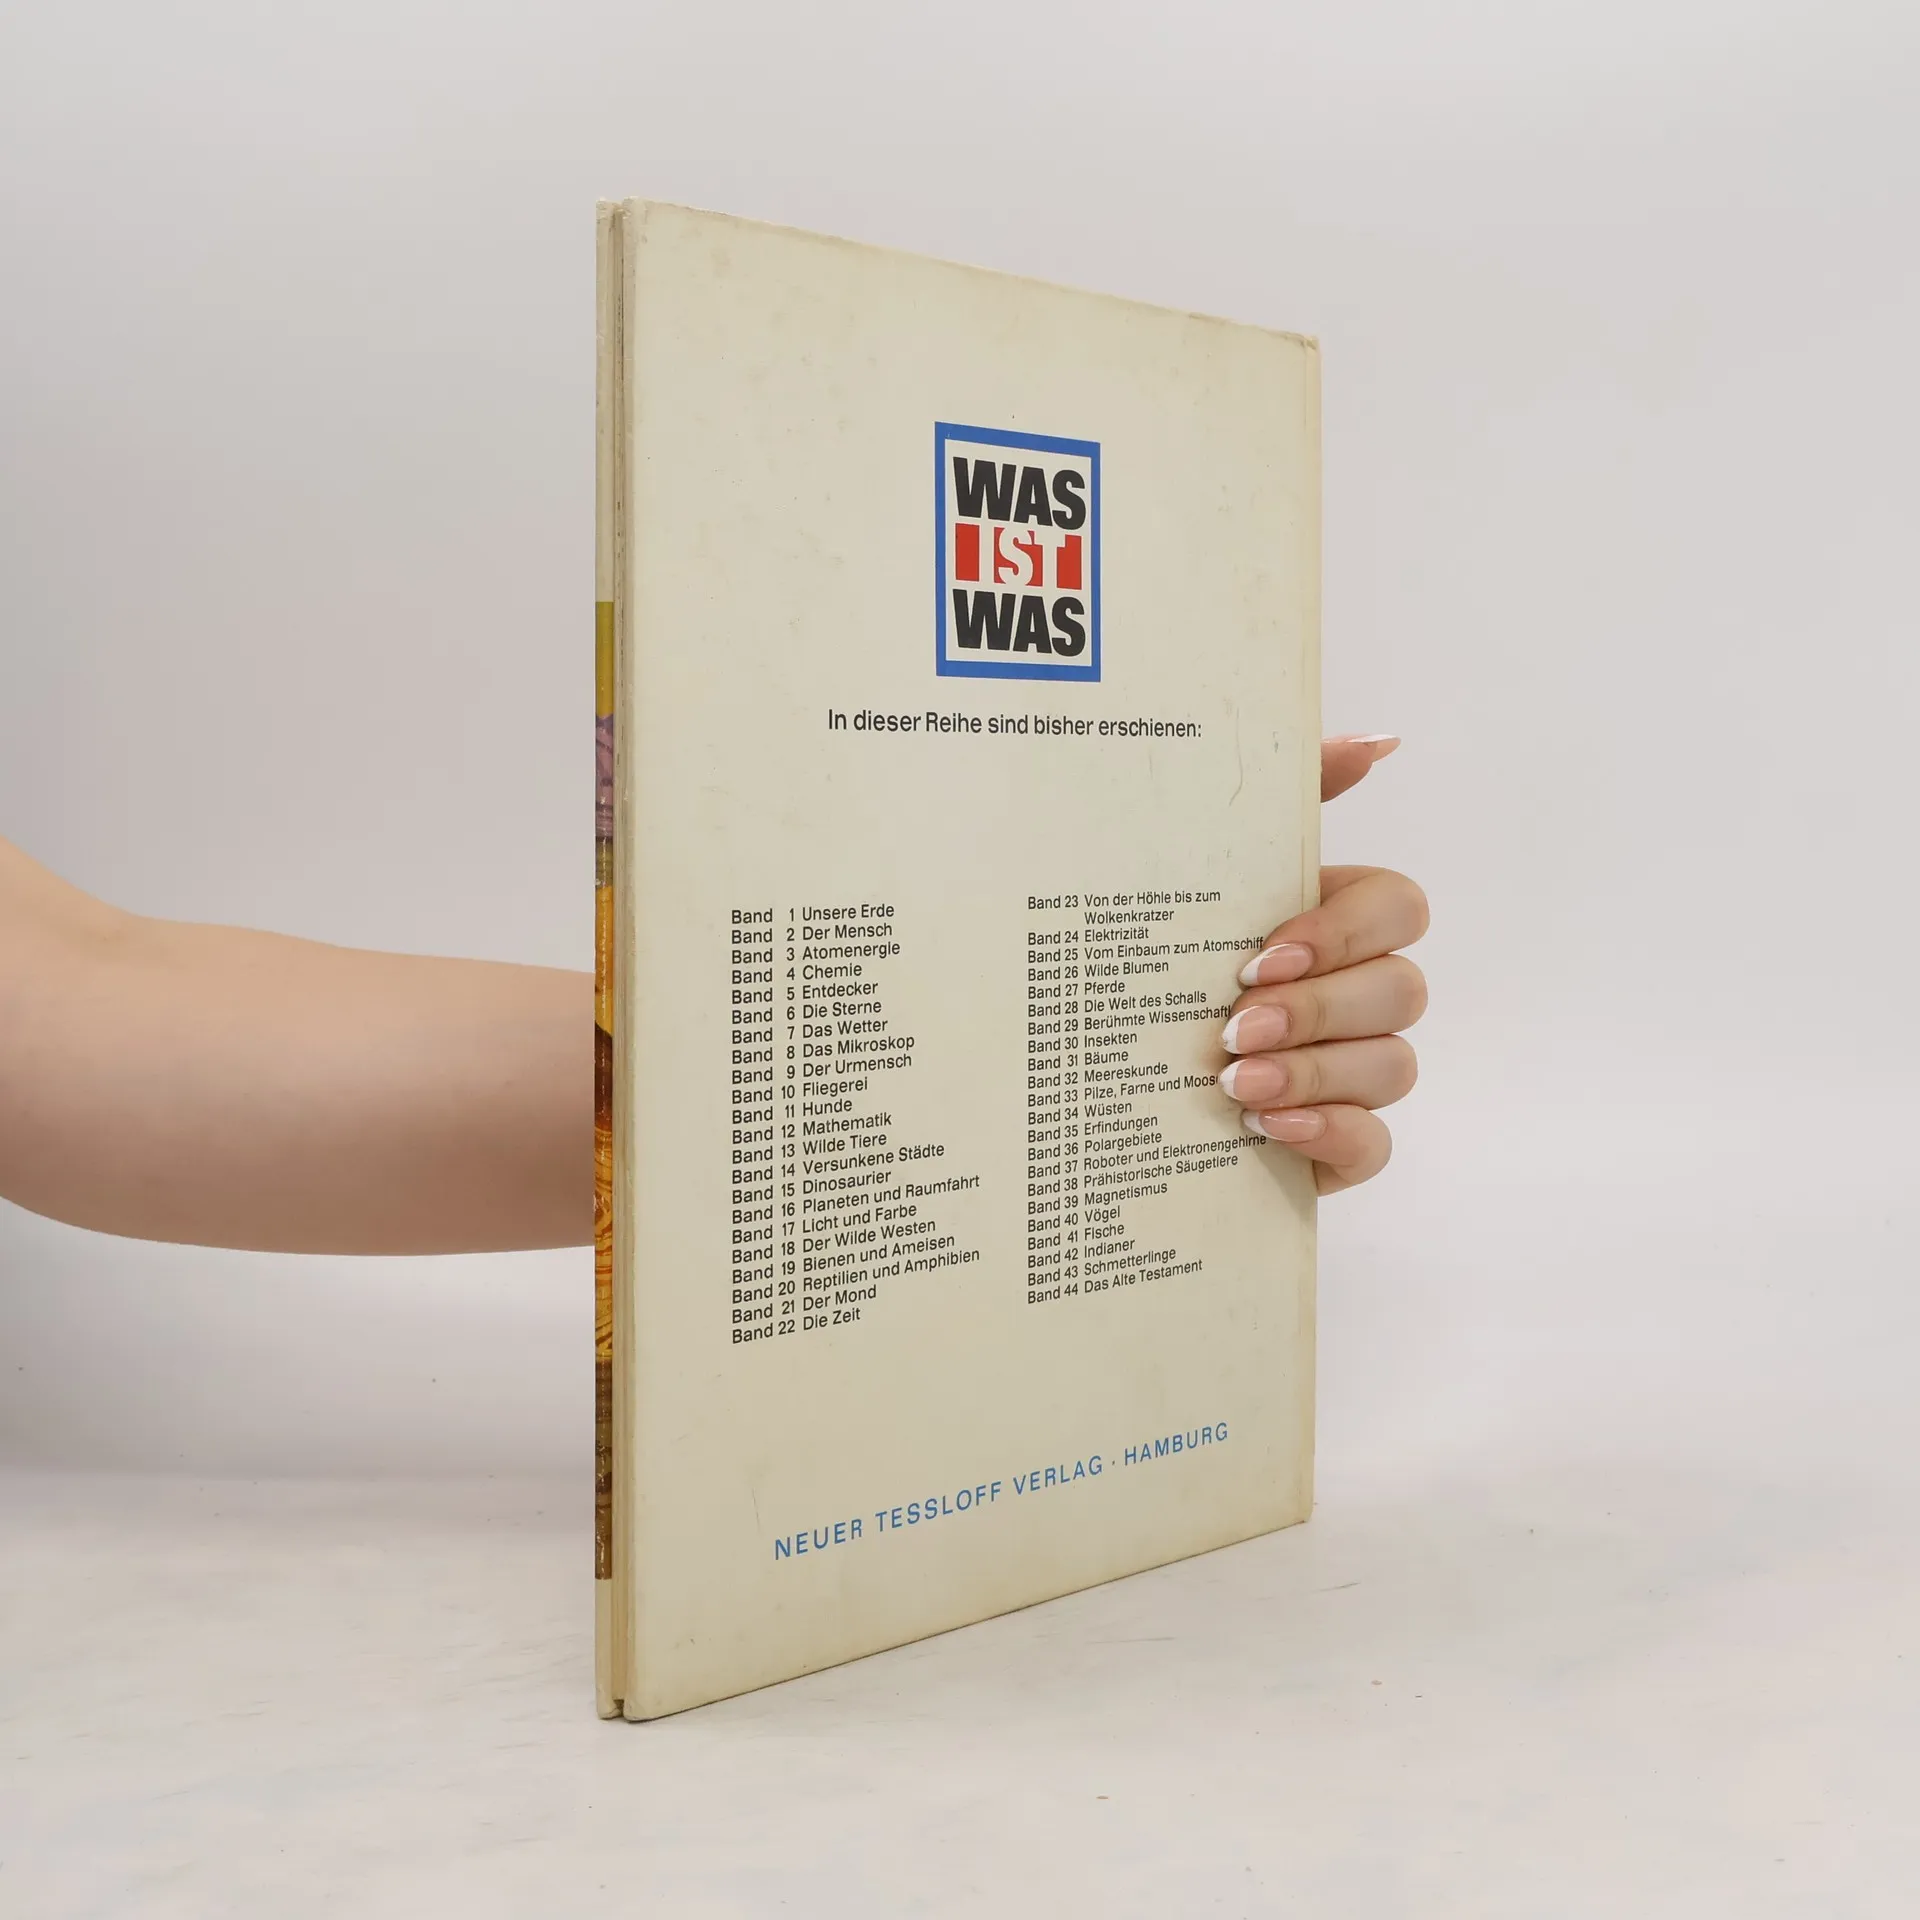 WAS
IST
WAS
In dieser Reihe sind bisher erschienen:
Band 1 Unsere Erde
Band 2 Der Mensch
Band 3 Atomenergie
Band 4 Chemie
Band 5 Entdecker
Band 6 Die Sterne
Band 7 Das Wetter
Band 8 Das Mikroskop
Band 9 Der Urmensch
Band 10 Fliegerei
Band 11 Hunde
Band 12 Mathematik
Band 13 Wilde Tiere
Band 14 Versunkene Städte
Band 15 Dinosaurier
Band 16 Planeten und Raumfahrt
Band 17 Licht und Farbe
Band 18 Der Wilde Westen
Band 19 Bienen und Ameisen
Band 20 Reptilien und Amphibien
Band 21 Der Mond
Band 22 Die Zeit
Band 23 Von der Höhle bis zum
Wolkenkratzer
Band 24 Elektrizität
Band 25 Vom Einbaum zum Atomschiff
Band 26 Wilde Blumen
Band 27 Pferde
Band 28 Die Welt des Schalls
Band 29 Berühmte
Band 30 Insekten
Band 31 Bäume
Band 32 Meereskunde
Band 33 Pilze, Farne und
Band 34 Wüsten
Band 35 Erfindungen
Band 36 Polargebiete
Band 37 Roboter und Elektronengehirne
Band 38 Prähistorische Säugetiere
Band 39 Magnetismus
Band 40 Vögel
Band 41 Fische
Band 42 Indianer
Band 43 Schmetterlinge
Band 44 Das Alte Testament
NEUER TESSLOFF VERLAG · HAMBURG